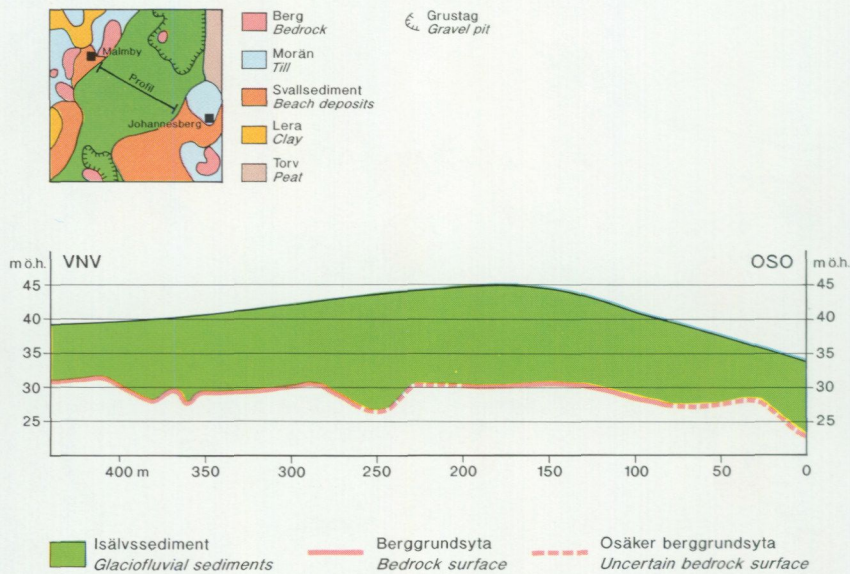 Malmby
Profil
Johannesberg
Berg
Bedrock
Morän
Till
Svallsediment
Beach deposits
Lera
Clay
Torv
Peat
Grustag
Gravel pit
m ö.h. VNV OSO m ö.h.
45 45
40 40
35 35
30 30
25 25
400 m 350 300 250 200 150 100 50 0
Isälvssediment
Glaciofluvial sediments
Berggrundsyta
Bedrock surface
Osäker berggrundsyta
Uncertain bedrock surface